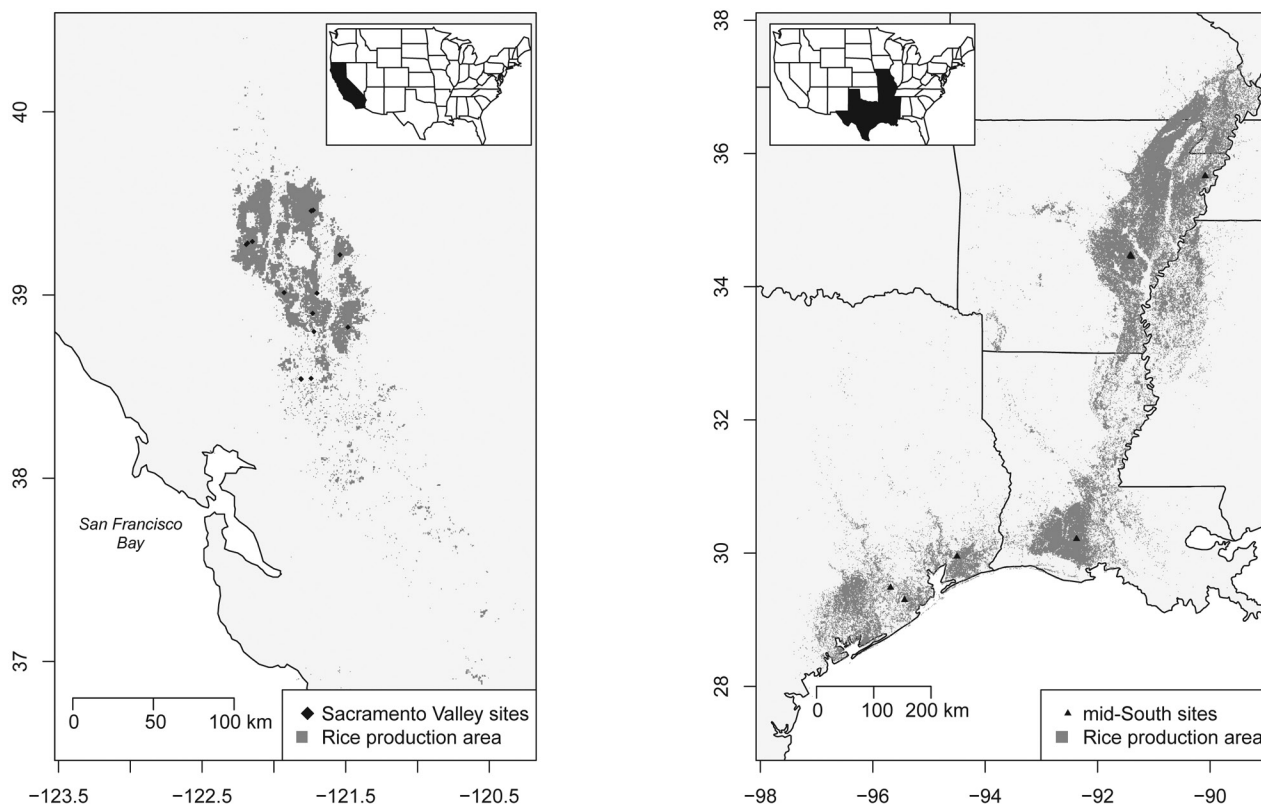 40
39
38
37
San Francisco
Bay
0 50 100 km
Sacramento Valley sites
Rice production area
−123.5 −122.5 −121.5 −120.5
38
36
34
32
30
28
0 100 200 km
mid-South sites
Rice production area
−98 −96 −94 −92 −90